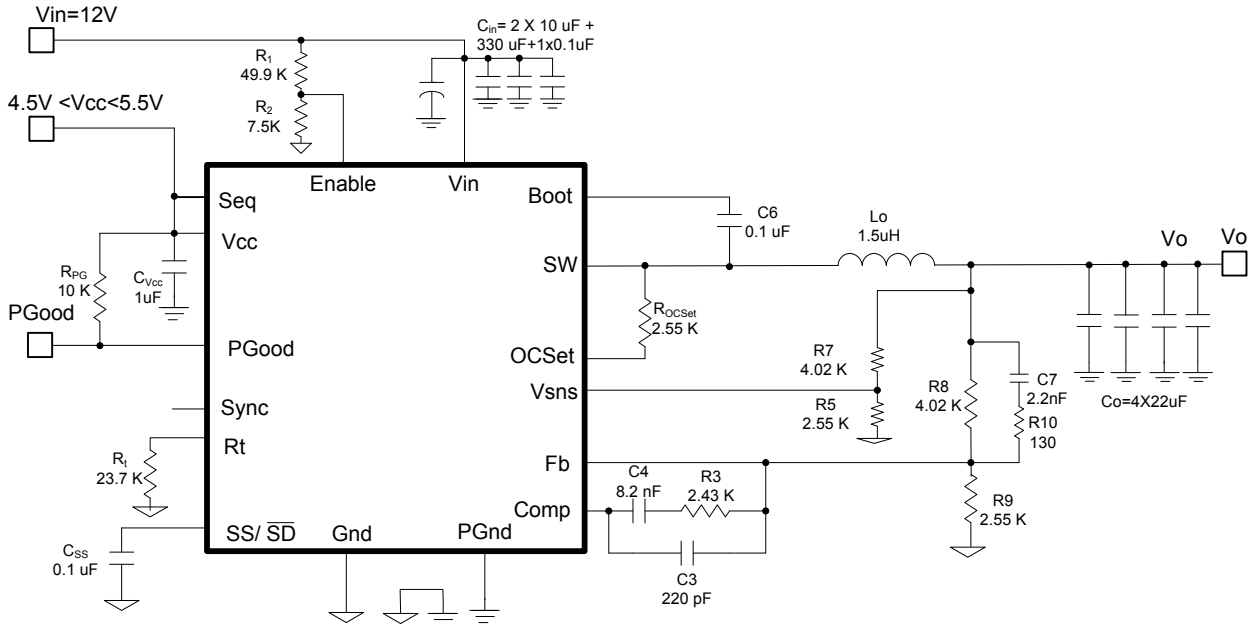 Vin=12V
Cin= 2 X 10 uF +
330 uF+1x0.1uF
R1
49.9 K
4.5V <Vcc<5.5V
R2
7.5K
Enable
Vin
Seq
Boot
C6
0.1 uF
Lo
1.5uH
Vo
Vo
Vcc
SW
RPG
10 K
CVcc
1uF
ROCSet
2.55 K
PGood
PGood
OCSet
R7
4.02 K
Vsns
R8
4.02 K
C7
2.2nF
Co=4X22uF
R5
2.55 K
R10
130
Sync
Rt
Rt
23.7 K
Fb
C4
8.2 nF
R3
2.43 K
R9
2.55 K
Comp
SS/ SD
Gnd
PGnd
CSS
0.1 uF
C3
220 pF